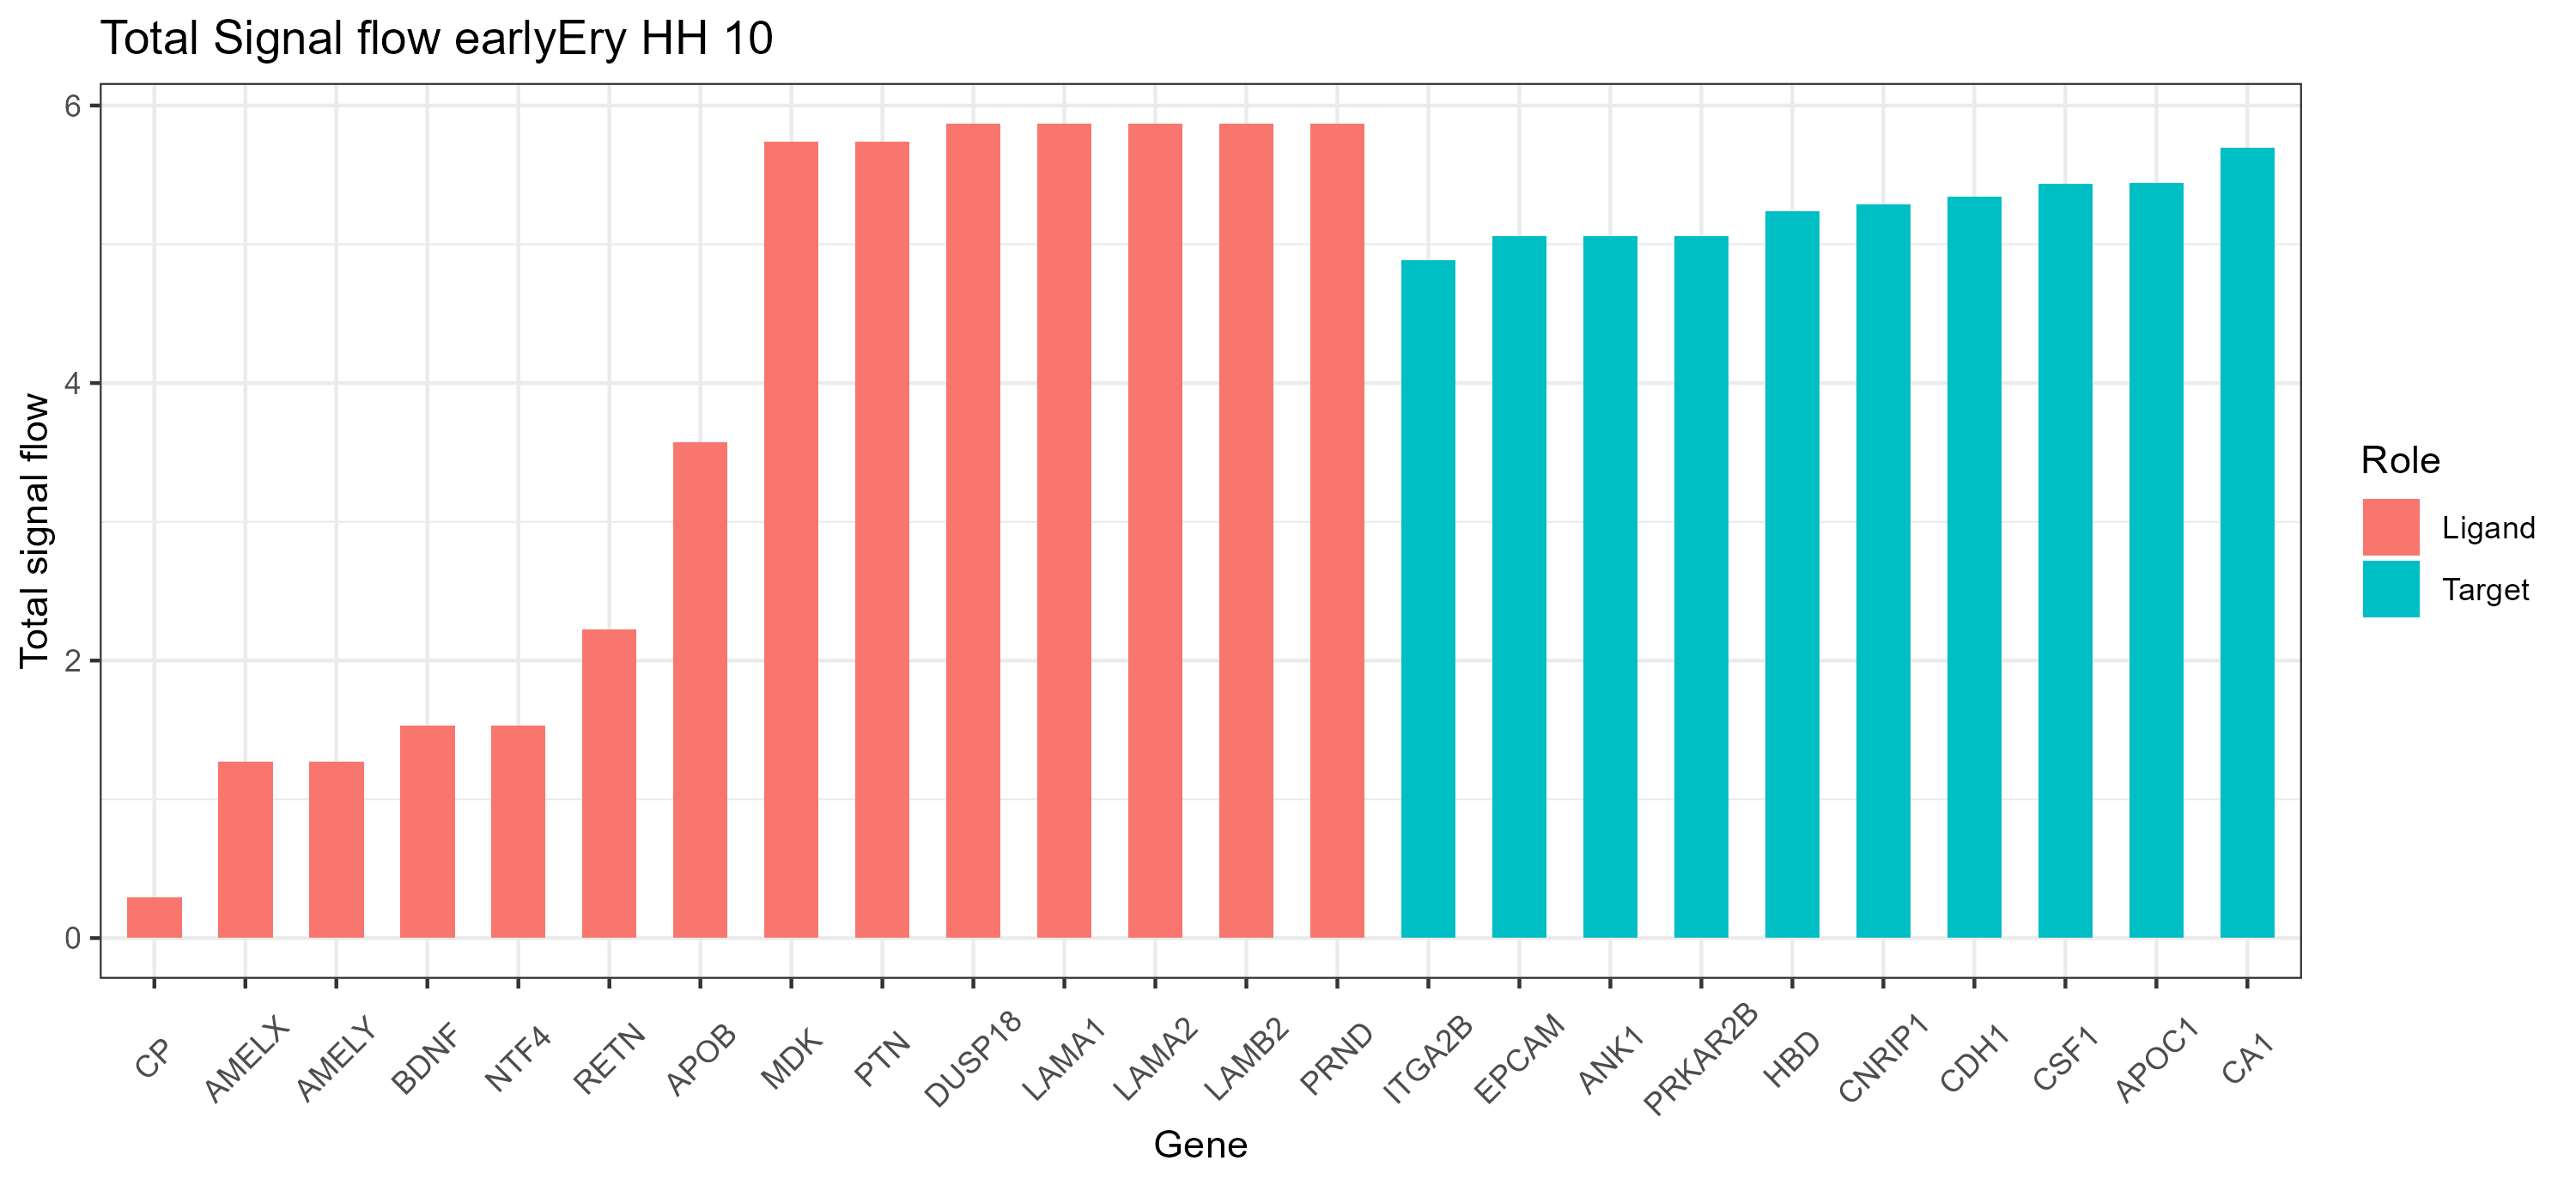 Total Signal flow earlyEry HH 10
Total signal flow
6
4
2
0
CP
AMELX
AMELY
BDNF
NTF4
RETN
APOB
MDK
PTN
DUSP18
LAMA1
LAMA2
LAMB2
PRND
ITGA2B
EPCAM
ANK1
PRKAR2B
HBD
CNRIP1
CDH1
CSF1
APOC1
CA1
Gene
Role
Ligand
Target